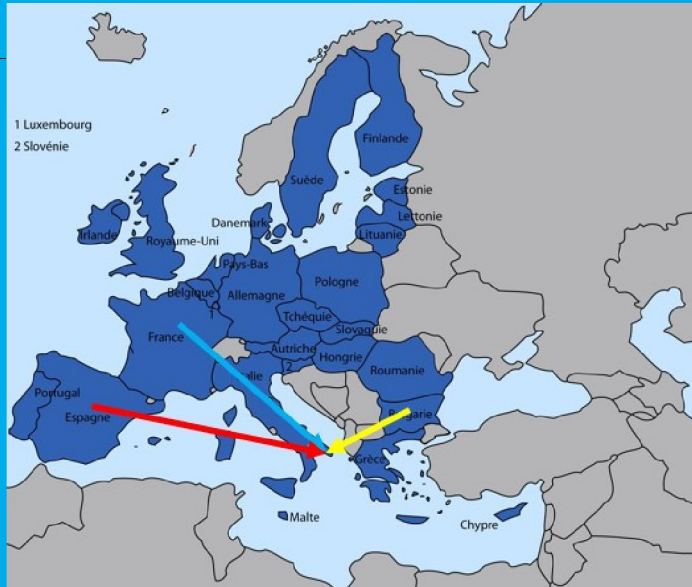 1 Luxembourg
2 Slovénie
Finlande
Suède
Estonie
Lettonie
Danemark
Lituanie
Irlande
Royaume-Uni
Pays-Bas
Pologne
Belgique
Allemagne
1
Tchéquie
France
Slovaquie
Autriche
Hongrie
2
Roumanie
Portugal
Espagne
Grèce
Malte
Chypre